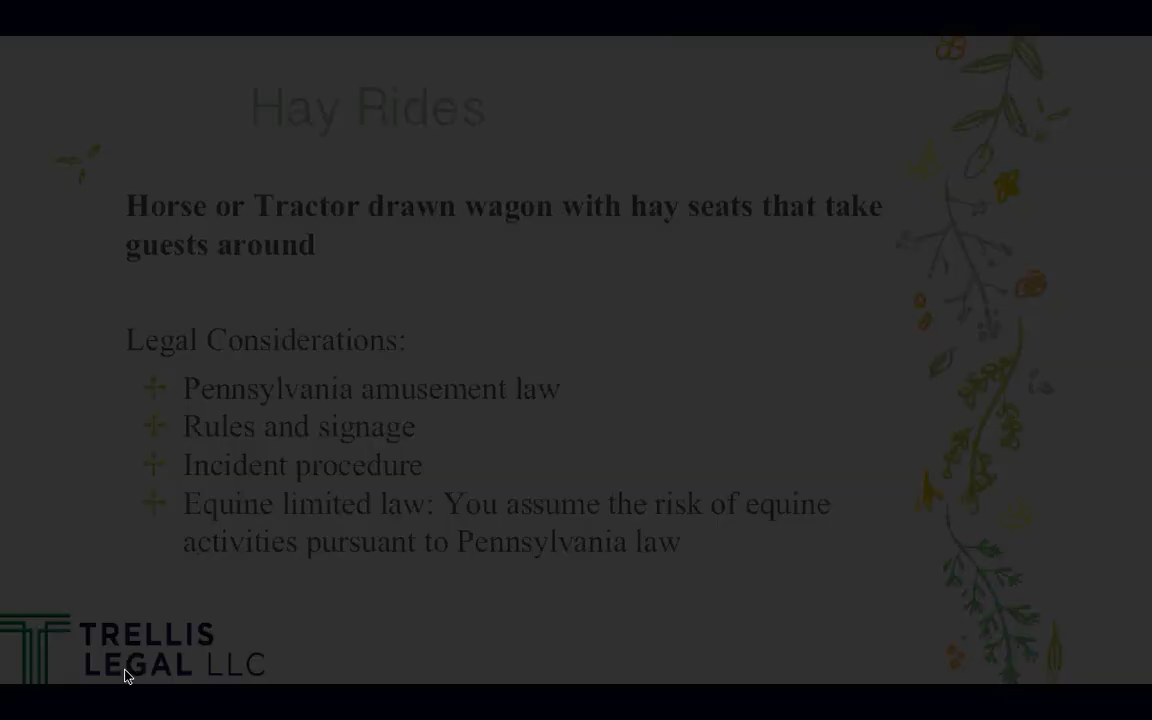 Hay Rides
Horse or Tractor drawn wagon with hay seats that take
guests around
Legal Considerations:
Pennsylvania amusement law
Rules and signage
Incident procedure
Equine limited law: You assume the risk of equine
activities pursuant to Pennsylvania law
TRELLIS
LEGAL LLC